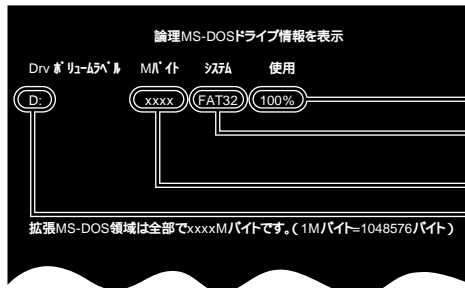 論理MS-DOSドライブ情報を表示
Drv ﾎﾞﾘｭｰﾑﾗﾍﾞﾙ Mﾊﾞｲﾄ ｼｽﾃﾑ 使用
D: xxxx FAT32 100%
拡張MS-DOS領域は全部でxxxxMバイトです。(1Mバイト=1048576バイト)